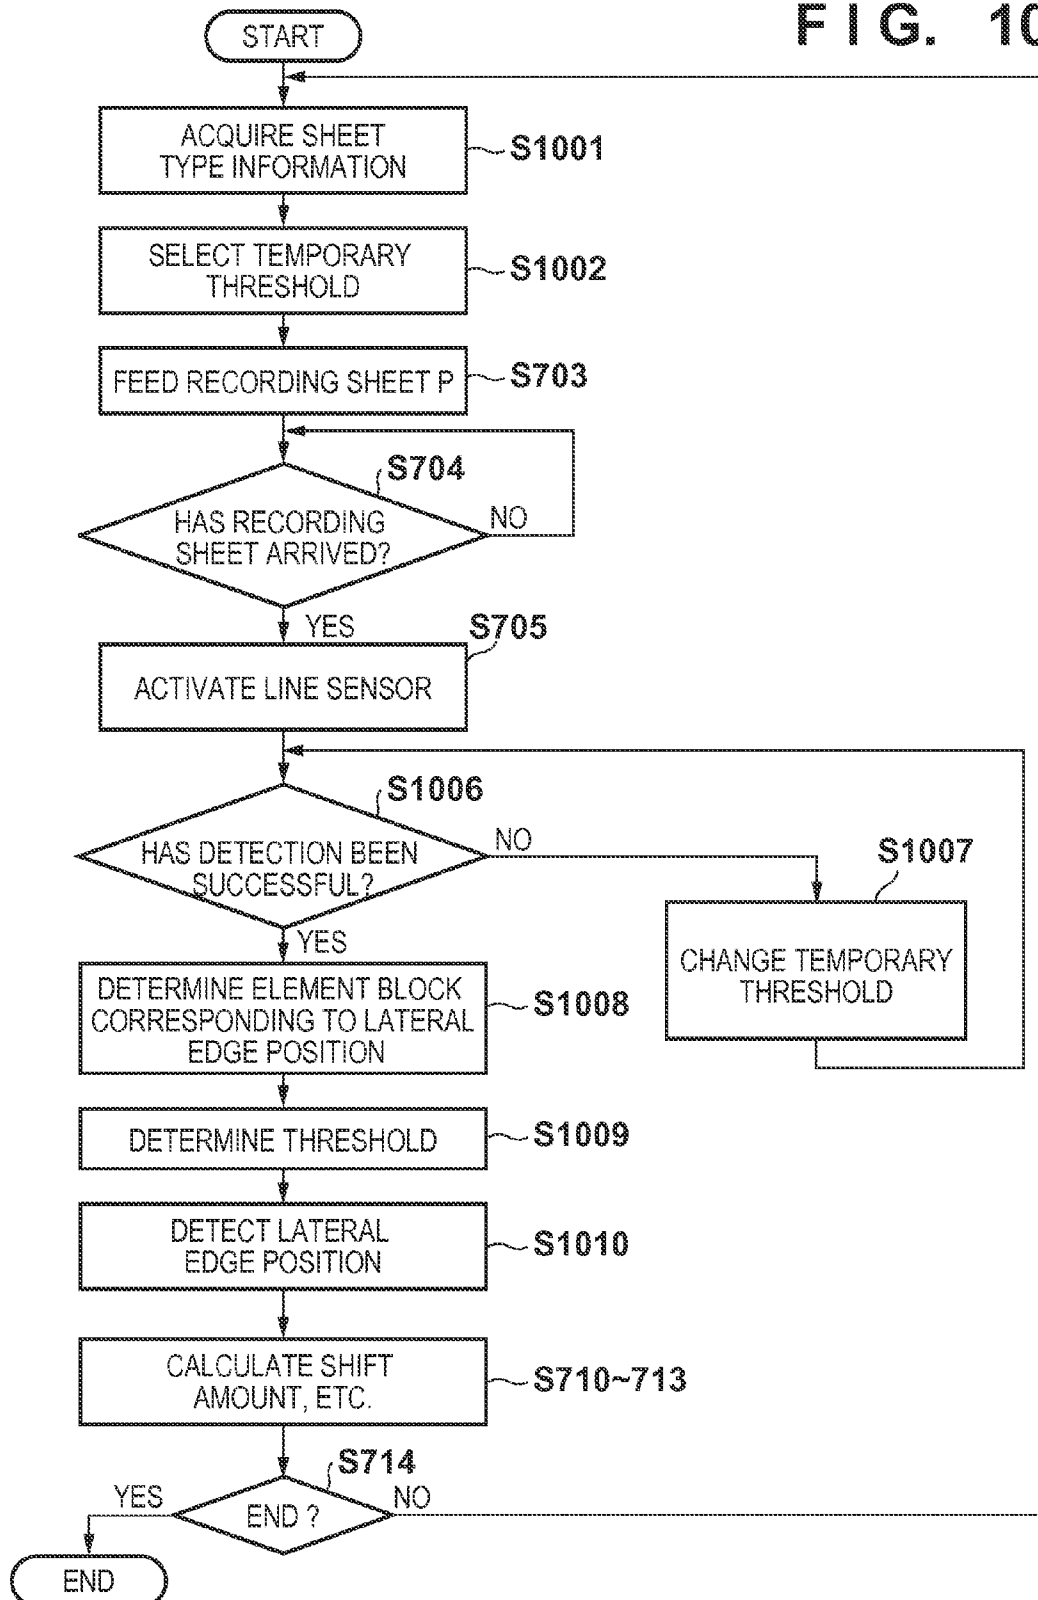 FIG. 10
START
ACQUIRE SHEET
TYPE INFORMATION
S1001
SELECT TEMPORARY
THRESHOLD
S1002
FEED RECORDING SHEET P
S703
S704
HAS RECORDING
SHEET ARRIVED?
NO
YES
S705
ACTIVATE LINE SENSOR
S1006
HAS DETECTION BEEN
SUCCESSFUL?
NO
S1007
CHANGE TEMPORARY
THRESHOLD
YES
DETERMINE ELEMENT BLOCK
CORRESPONDING TO LATERAL
EDGE POSITION
S1008
DETERMINE THRESHOLD
S1009
DETECT LATERAL
EDGE POSITION
S1010
CALCULATE SHIFT
AMOUNT, ETC.
S710~713
S714
END ?
YES
NO
END